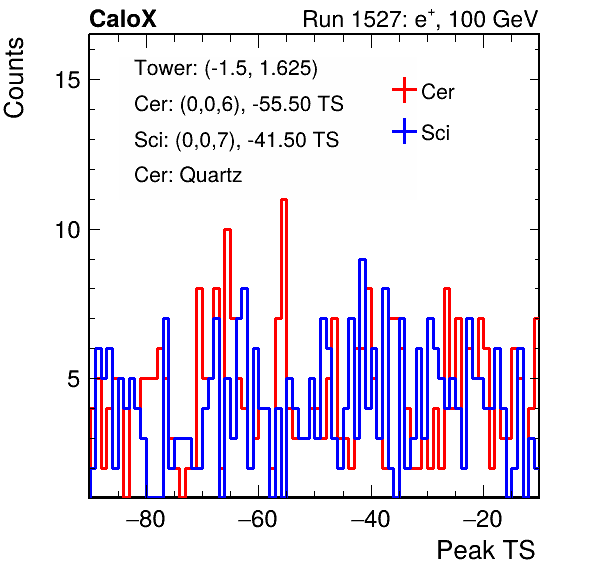 CaloX Run 1527: e⁺, 100 GeV
Counts
Tower: (-1.5, 1.625)
Cer: (0,0,6), -55.50 TS
Sci: (0,0,7), -41.50 TS
Cer: Quartz
Cer
Sci
15
10
5
−80 −60 −40 −20
Peak TS